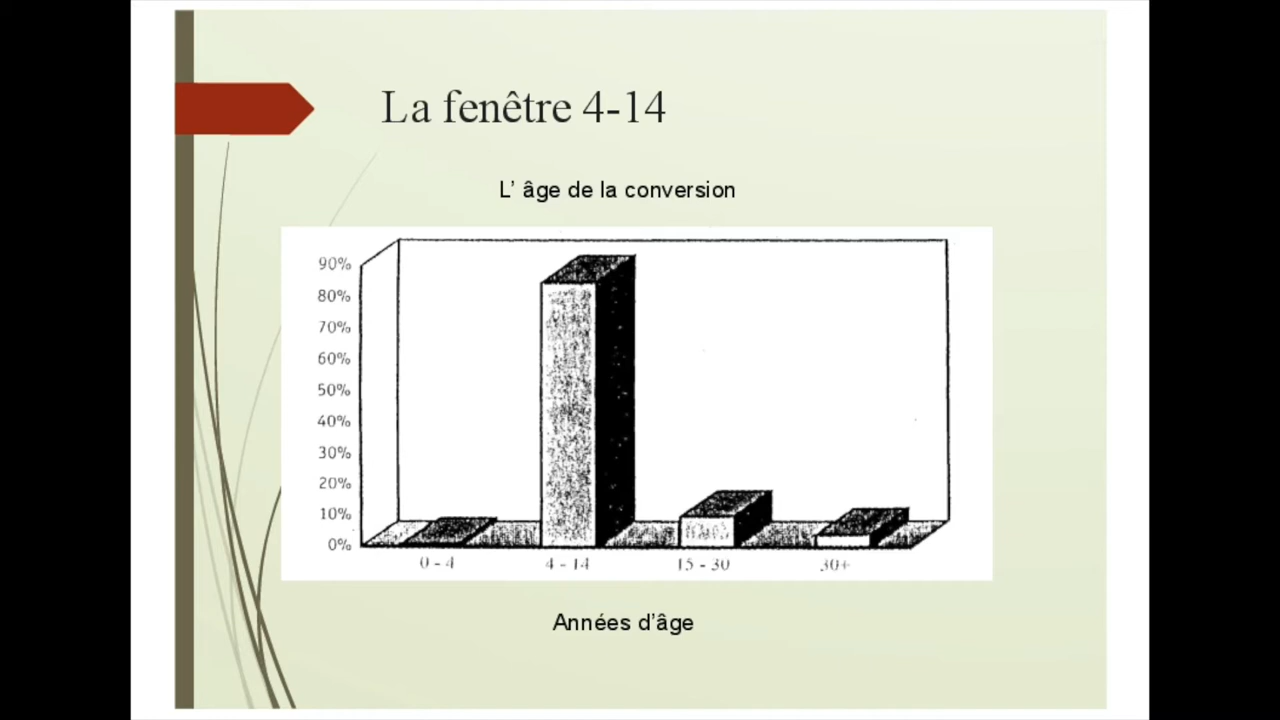 La fenêtre 4-14
L’ âge de la conversion
90%
80%
70%
60%
50%
40%
30%
20%
10%
0%
0 - 4 4 - 14 15 - 30 30+
Années d’âge